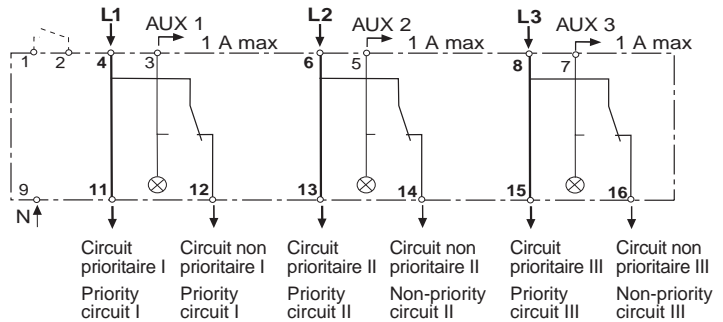 L1 AUX 1 L2 AUX 2 L3 AUX 3
1 A max 1 A max 1 A max
1 2 4 3 6 5 8 7
9 11 12 13 14 15 16
N
Circuit Circuit non Circuit Circuit non Circuit Circuit non
prioritaire I prioritaire I prioritaire II prioritaire II prioritaire III prioritaire III
Priority Priority Priority Non-priority Priority Non-priority
circuit I circuit I circuit II circuit II circuit III circuit III